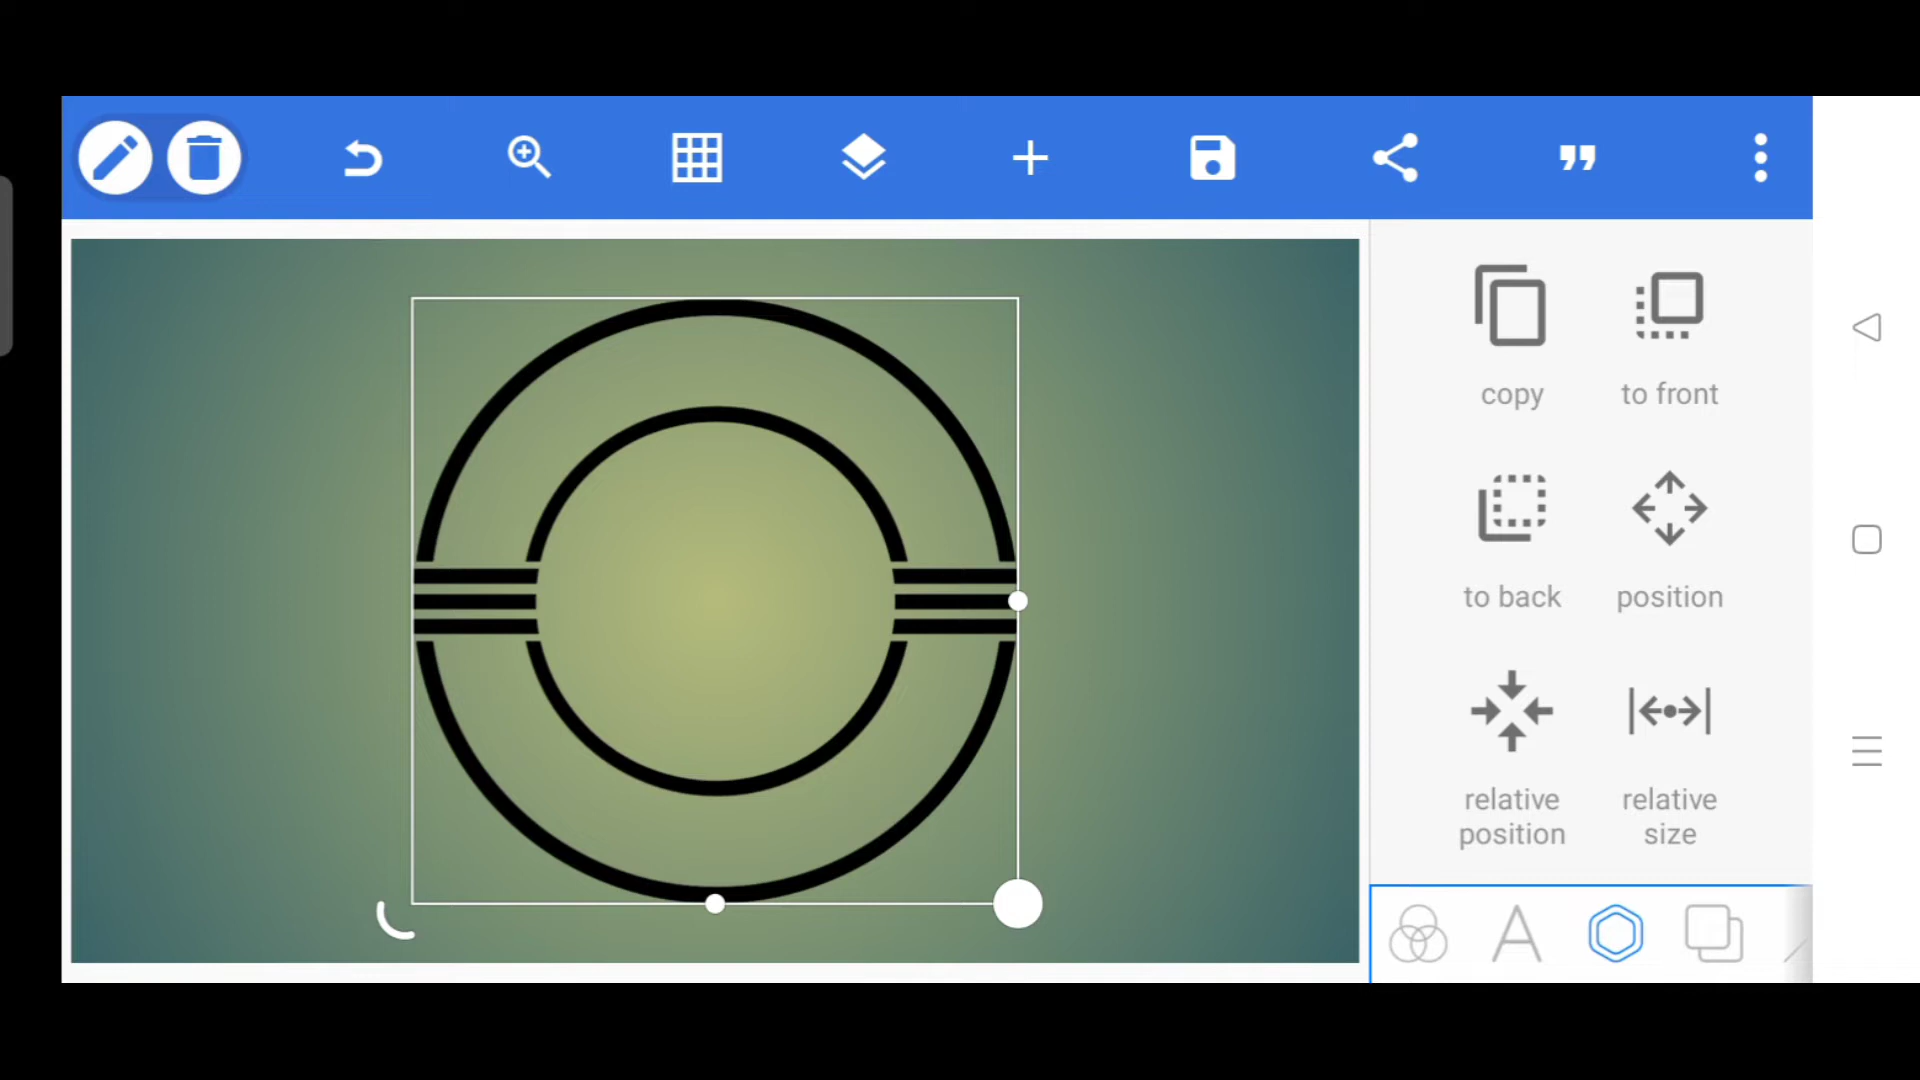 copy
to front
to back
position
relative
position
relative
size